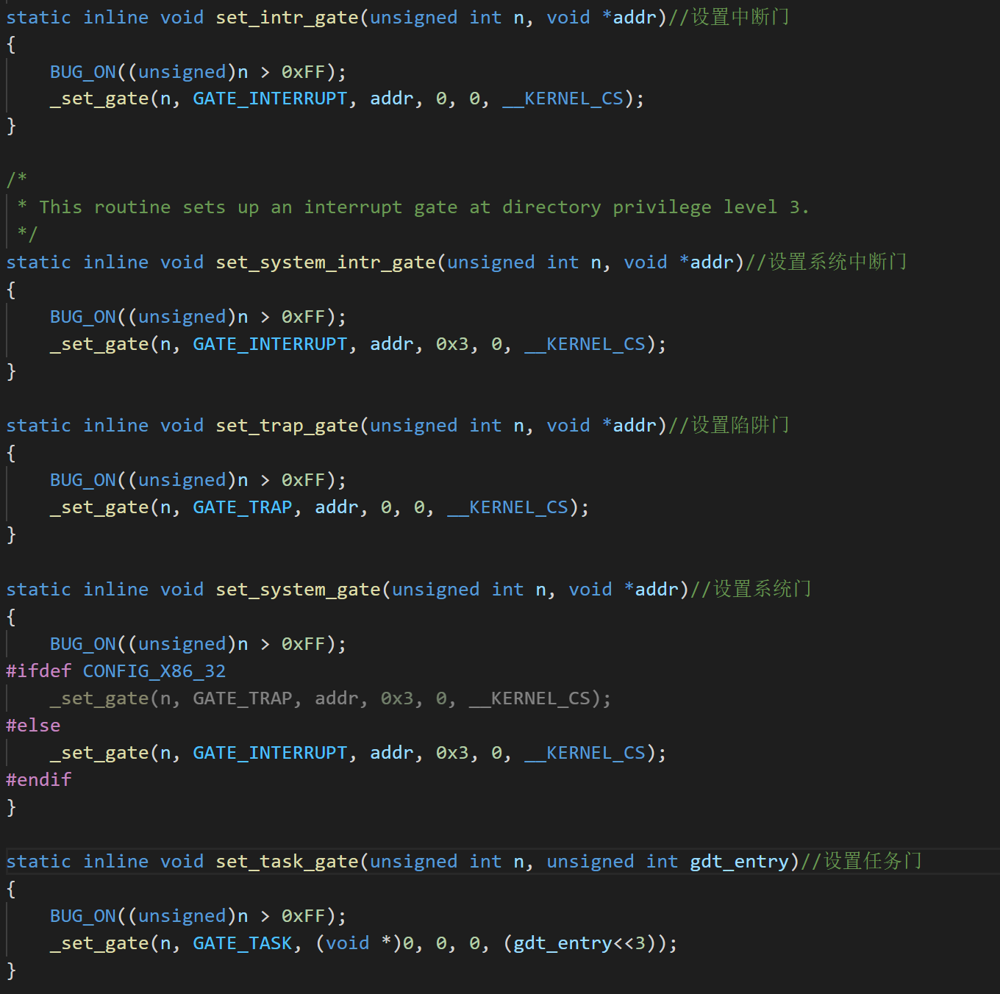 static inline void set_intr_gate(unsigned int n, void *addr)//设置中断门
{
    BUG_ON((unsigned)n > 0xFF);
    _set_gate(n, GATE_INTERRUPT, addr, 0, 0, __KERNEL_CS);
}

/*
 * This routine sets up an interrupt gate at directory privilege level 3.
 */
static inline void set_system_intr_gate(unsigned int n, void *addr)//设置系统中断门
{
    BUG_ON((unsigned)n > 0xFF);
    _set_gate(n, GATE_INTERRUPT, addr, 0x3, 0, __KERNEL_CS);
}

static inline void set_trap_gate(unsigned int n, void *addr)//设置陷阱门
{
    BUG_ON((unsigned)n > 0xFF);
    _set_gate(n, GATE_TRAP, addr, 0, 0, __KERNEL_CS);
}

static inline void set_system_gate(unsigned int n, void *addr)//设置系统门
{
    BUG_ON((unsigned)n > 0xFF);
#ifdef CONFIG_X86_32
    _set_gate(n, GATE_TRAP, addr, 0x3, 0, __KERNEL_CS);
#else
    _set_gate(n, GATE_INTERRUPT, addr, 0x3, 0, __KERNEL_CS);
#endif
}

static inline void set_task_gate(unsigned int n, unsigned int gdt_entry)//设置任务门
{
    BUG_ON((unsigned)n > 0xFF);
    _set_gate(n, GATE_TASK, (void *)0, 0, 0, (gdt_entry<<3));
}